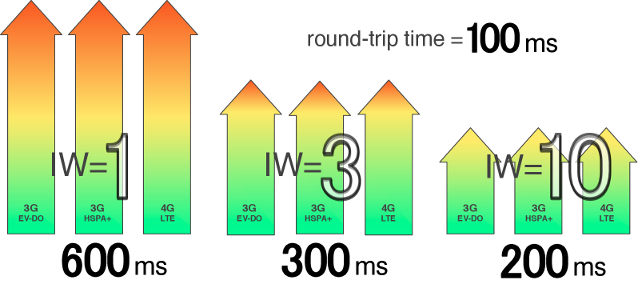 round-trip time = 100 ms
IW=1
3G EV-DO
3G HSPA+
4G LTE
600 ms
IW=3
3G EV-DO
3G HSPA+
4G LTE
300 ms
IW=10
3G EV-DO
3G HSPA+
4G LTE
200 ms